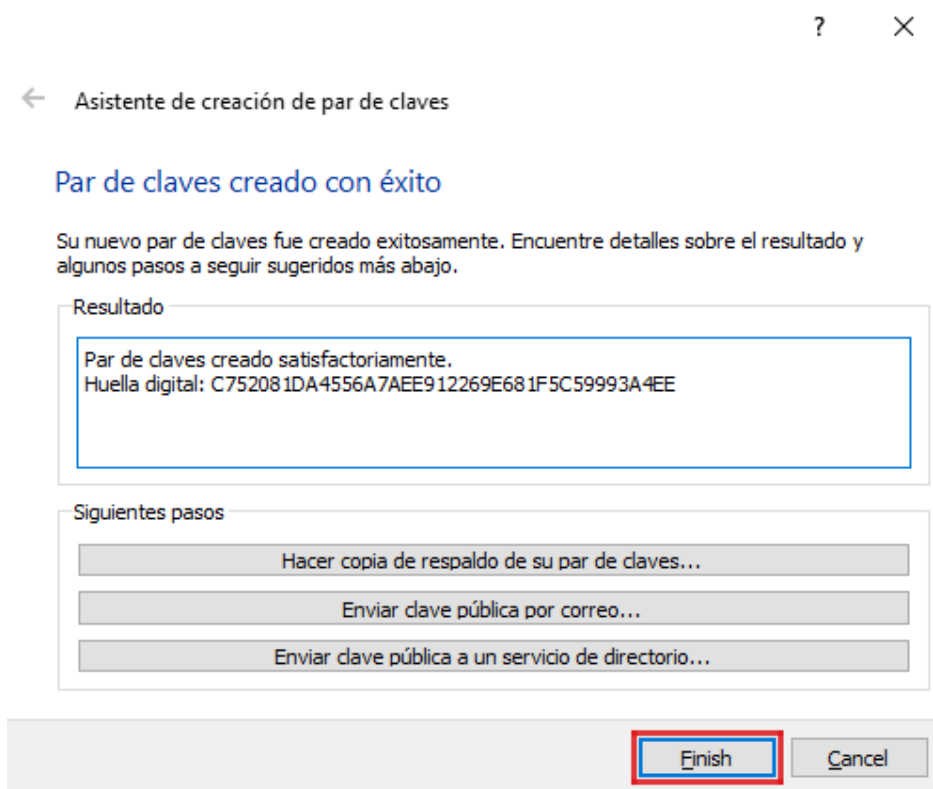 ?
Asistente de creación de par de claves
Par de claves creado con éxito
Su nuevo par de claves fue creado exitosamente. Encuentre detalles sobre el resultado y
algunos pasos a seguir sugeridos más abajo.
Resultado
Par de claves creado satisfactoriamente.
Huella digital: C752081DA4556A7AEE912269E681F5C59993A4EE
Siguientes pasos
Hacer copia de respaldo de su par de claves...
Enviar clave pública por correo...
Enviar clave pública a un servicio de directorio...
Finish Cancel